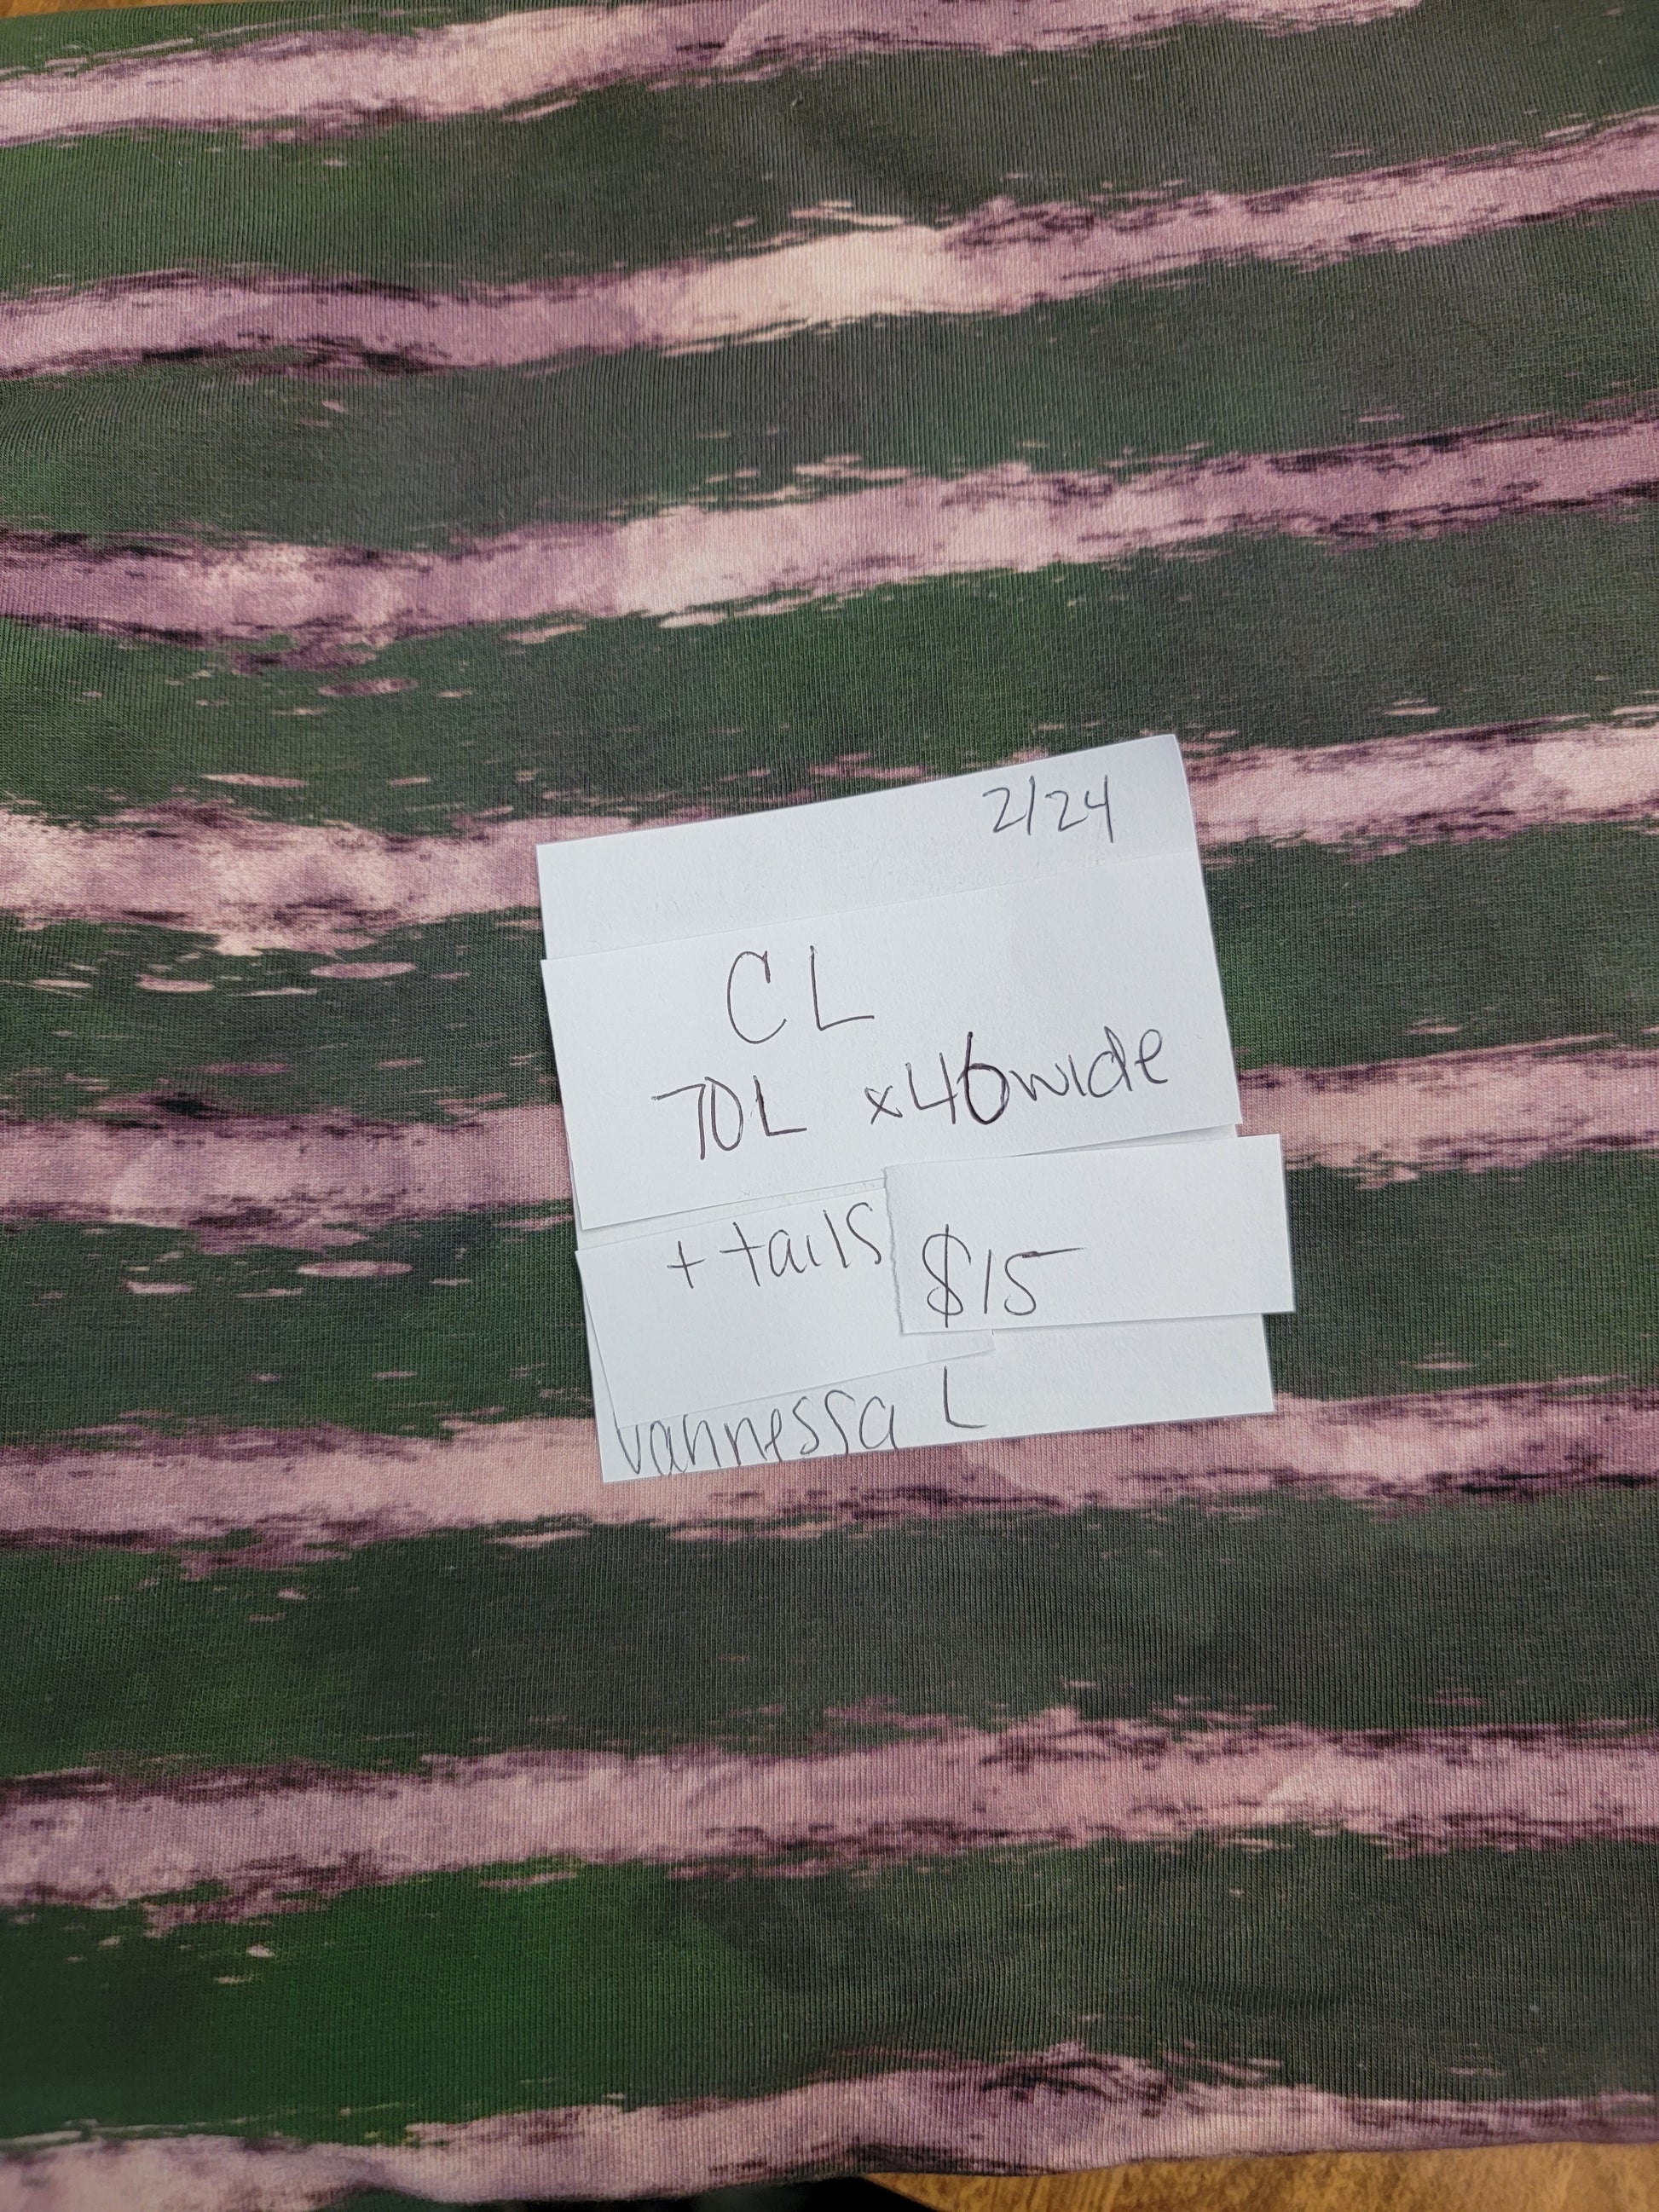 2/24
CL
70L x46wide
+ tails
$15
vannessa L